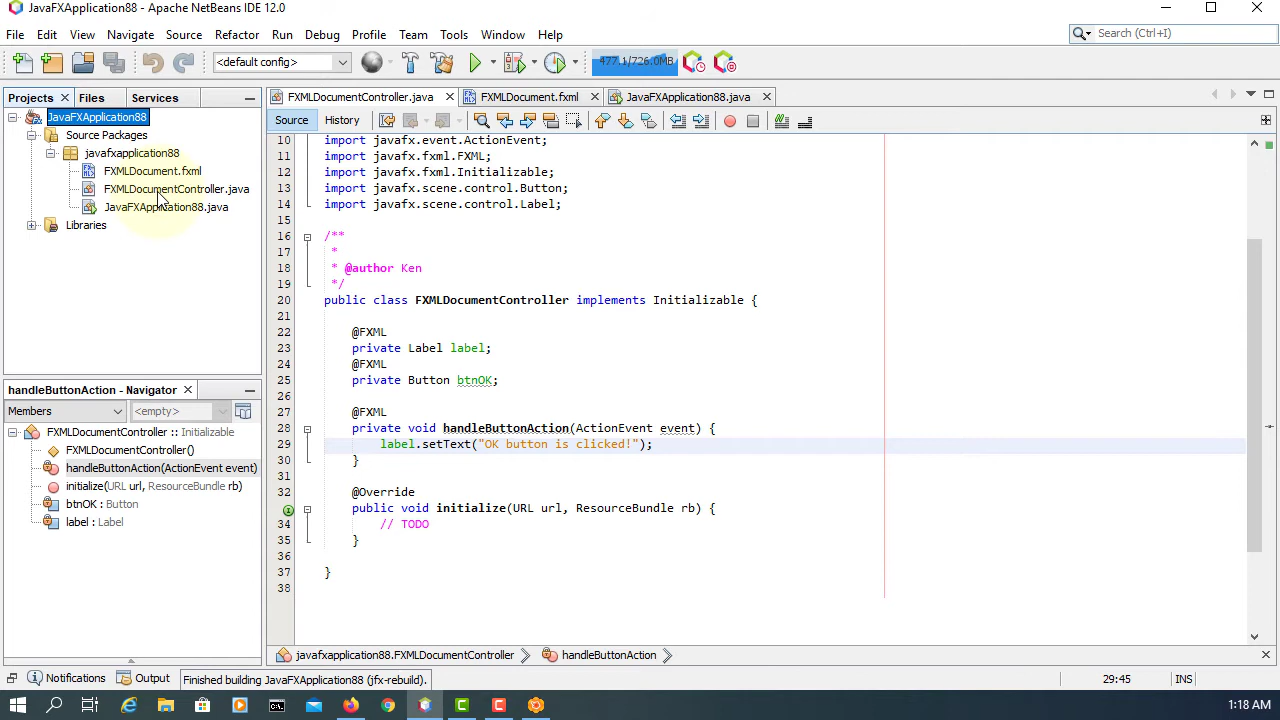 JavaFXApplication88 - Apache NetBeans IDE 12.0
File Edit View Navigate Source Refactor Run Debug Profile Team Tools Window Help
Search (Ctrl+I)
<default config>
477.1/726.0MB
Projects Files Services
FXMLDocumentController.java FXMLDocument.fxml JavaFXApplication88.java
Source History
JavaFXApplication88
Source Packages
javafxapplication88
FXMLDocument.fxml
FXMLDocumentController.java
JavaFXApplication88.java
Libraries
handleButtonAction - Navigator
Members
<empty>
FXMLDocumentController :: Initializable
FXMLDocumentController()
handleButtonAction(ActionEvent event)
initialize(URL url, ResourceBundle rb)
btnOK : Button
label : Label
10 import javafx.event.ActionEvent;
11 import javafx.fxml.FXML;
12 import javafx.fxml.Initializable;
13 import javafx.scene.control.Button;
14 import javafx.scene.control.Label;
15
16 /**
17 *
18 * @author Ken
19 */
20 public class FXMLDocumentController implements Initializable {
21
22 @FXML
23 private Label label;
24 @FXML
25 private Button btnOK;
26
27 @FXML
28 private void handleButtonAction(ActionEvent event) {
29 label.setText("OK button is clicked!");
30 }
31
32 @Override
public void initialize(URL url, ResourceBundle rb) {
34 // TODO
35 }
36
37 }
38
javafxapplication88.FXMLDocumentController handleButtonAction
Notifications Output Finished building JavaFXApplication88 (jfx-rebuild).
29:45 INS
1:18 AM